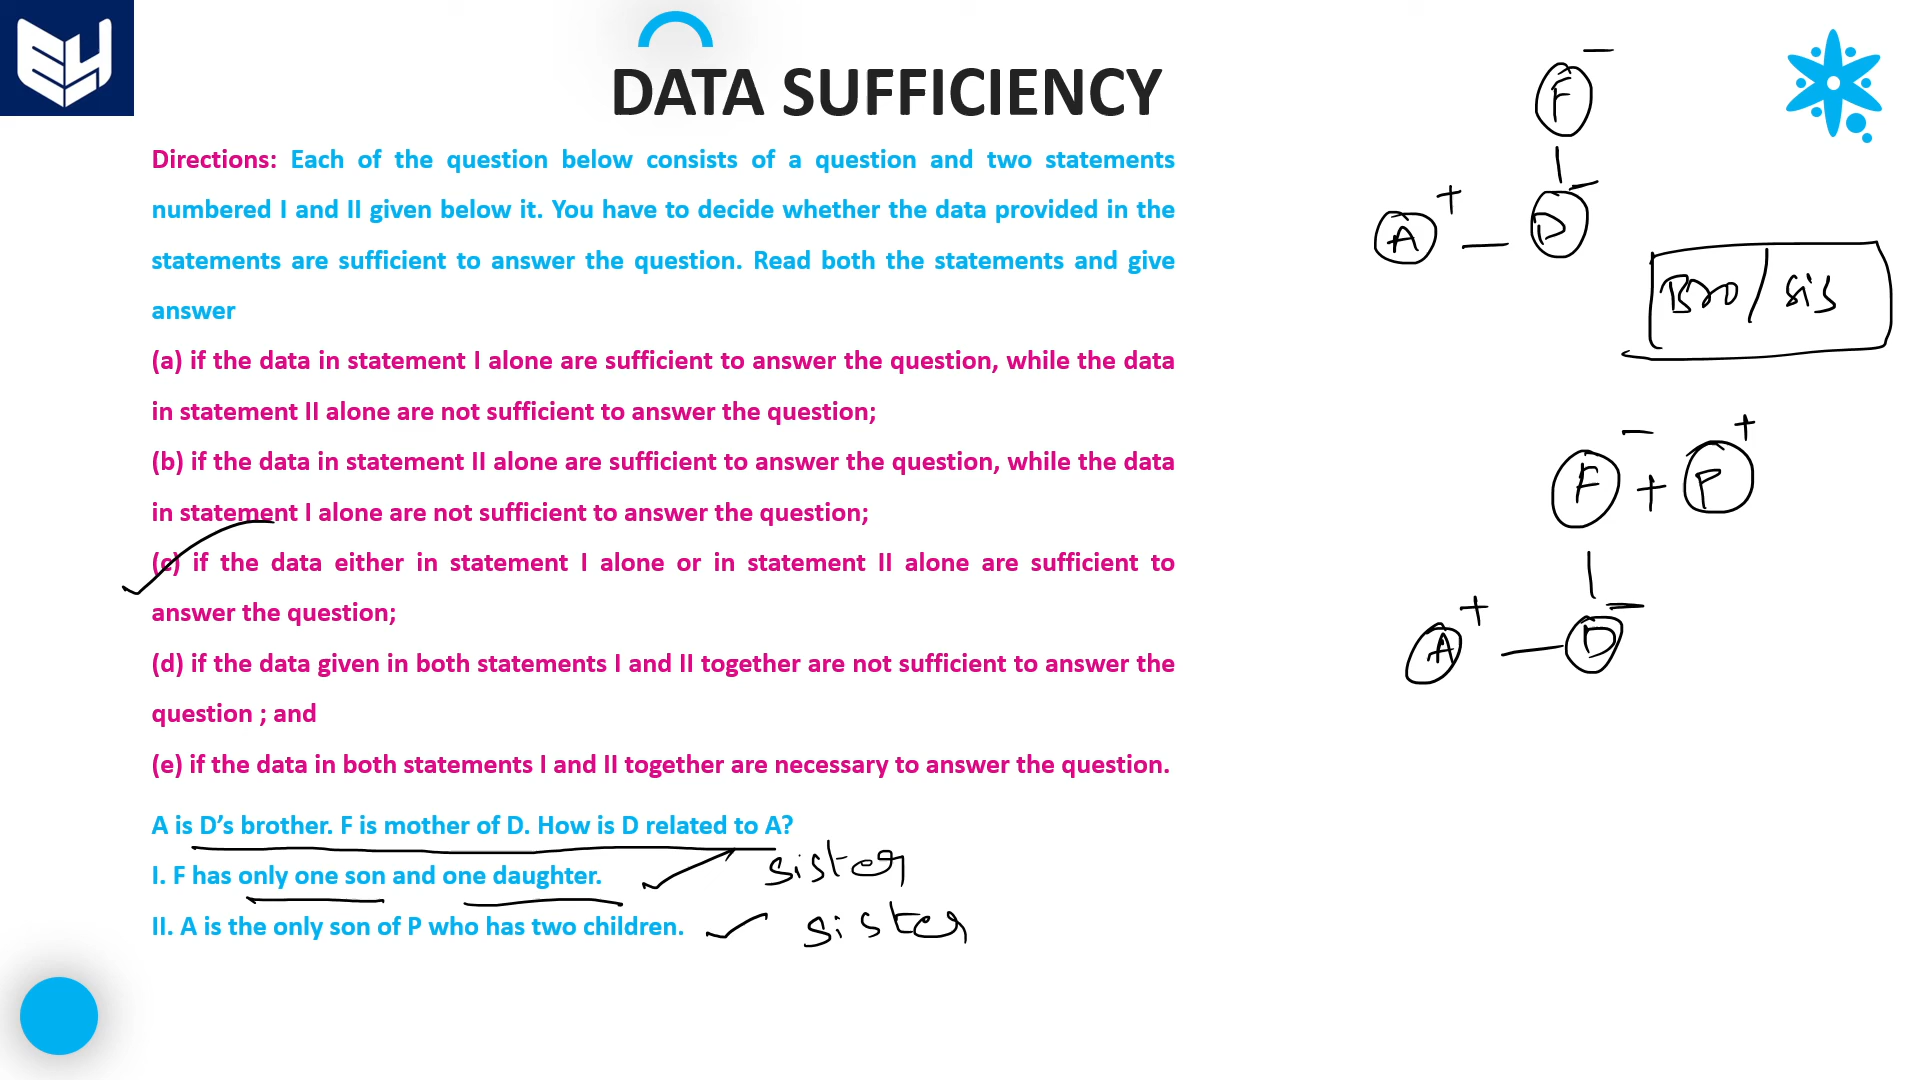 DATA SUFFICIENCY
Directions: Each of the question below consists of a question and two statements
numbered I and II given below it. You have to decide whether the data provided in the
statements are sufficient to answer the question. Read both the statements and give
answer
(a) if the data in statement I alone are sufficient to answer the question, while the data
in statement II alone are not sufficient to answer the question;
(b) if the data in statement II alone are sufficient to answer the question, while the data
in statement I alone are not sufficient to answer the question;
(c) if the data either in statement I alone or in statement II alone are sufficient to
answer the question;
(d) if the data given in both statements I and II together are not sufficient to answer the
question ; and
(e) if the data in both statements I and II together are necessary to answer the question.
A is D’s brother. F is mother of D. How is D related to A?
I. F has only one son and one daughter. sister
II. A is the only son of P who has two children. sister
F −
A + — D −
Bro / sis
F − + P +
A + — D −